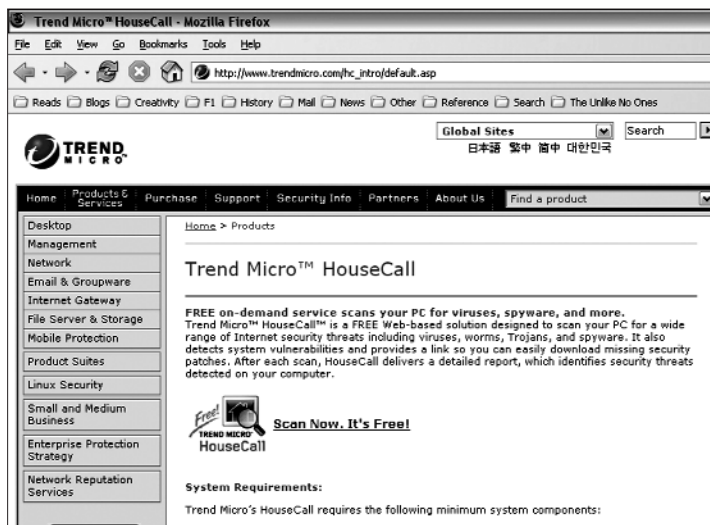 Trend Micro™ HouseCall - Mozilla Firefox
File Edit View Go Bookmarks Tools Help
http://www.trendmicro.com/hc_intro/default.asp
Reads Blogs Creativity F1 History Mail News Other Reference Search The Unlike No Ones
TREND
MICRO™
Global Sites
Search
日本語 繁中 简中 대한민국
Home Products & Services Purchase Support Security Info Partners About Us Find a product
Desktop
Management
Network
Email & Groupware
Internet Gateway
File Server & Storage
Mobile Protection
Product Suites
Linux Security
Small and Medium
Business
Enterprise Protection
Strategy
Network Reputation
Services
Home > Products
Trend Micro™ HouseCall
FREE on-demand service scans your PC for viruses, spyware, and more.
Trend Micro™ HouseCall™ is a FREE Web-based solution designed to scan your PC for a wide
range of Internet security threats including viruses, worms, Trojans, and spyware. It also
detects system vulnerabilities and provides a link so you can easily download missing security
patches. After each scan, HouseCall delivers a detailed report, which identifies security threats
detected on your computer.
Free!
TREND MICRO™
HouseCall
Scan Now. It's Free!
System Requirements:
Trend Micro's HouseCall requires the following minimum system components: